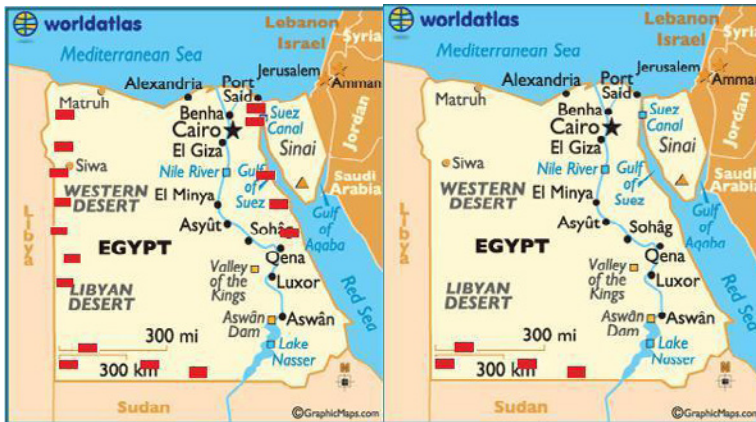 worldatlas
Mediterranean Sea
Lebanon
Israel
Syria
Jerusalem
Amman
Alexandria
Port
Said
Matruh
Benha
Cairo
El Giza
Suez
Canal
Sinai
Jordan
Siwa
Nile River
Gulf
of
Suez
Saudi
Arabia
WESTERN
DESERT
El Minya
Asyût
Sohâg
Gulf
of
Aqaba
Libya
EGYPT
Qena
Valley
of the
Kings
Luxor
Red Sea
LIBYAN
DESERT
Aswân
Dam
Aswân
300 mi
300 km
Lake
Nasser
N
Sudan
©GraphicMaps.com
worldatlas
Mediterranean Sea
Lebanon
Israel
Syria
Jerusalem
Amman
Alexandria
Port
Said
Matruh
Benha
Cairo
El Giza
Suez
Canal
Sinai
Jordan
Siwa
Nile River
Gulf
of
Suez
Saudi
Arabia
WESTERN
DESERT
El Minya
Asyût
Sohâg
Gulf
of
Aqaba
Libya
EGYPT
Qena
Valley
of the
Kings
Luxor
Red Sea
LIBYAN
DESERT
Aswân
Dam
Aswân
300 mi
300 km
Lake
Nasser
N
Sudan
©GraphicMaps.com